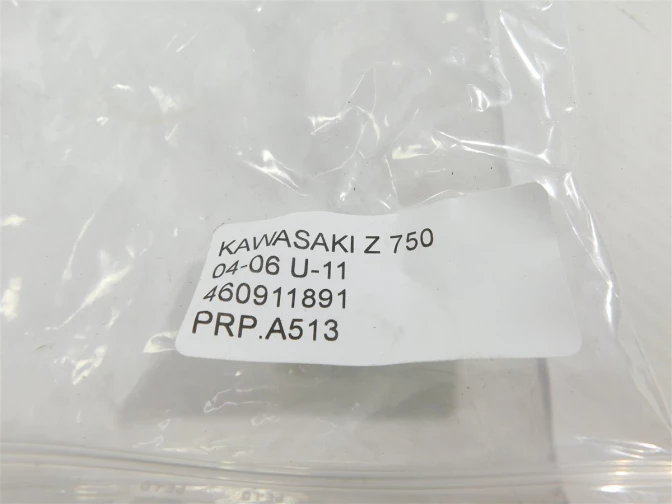 KAWASAKI Z 750
04-06 U-11
460911891
PRP.A513